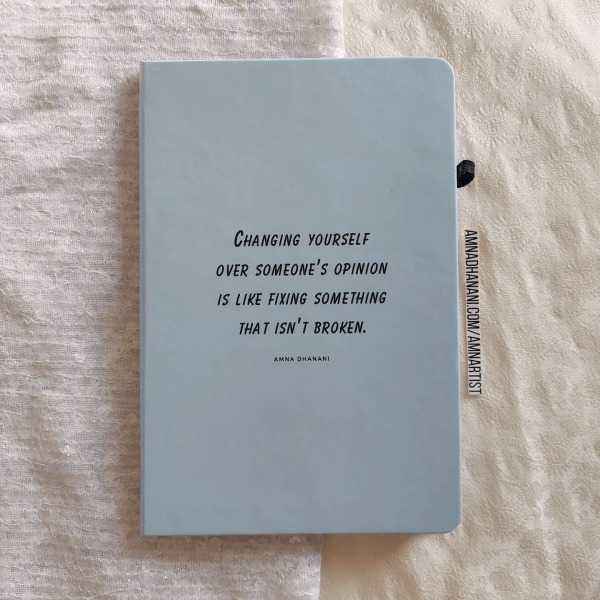 CHANGING YOURSELF
OVER SOMEONE'S OPINION
IS LIKE FIXING SOMETHING
THAT ISN'T BROKEN.
AMNA DHANANI
AMNADHANANI.COM/AMNARTIST